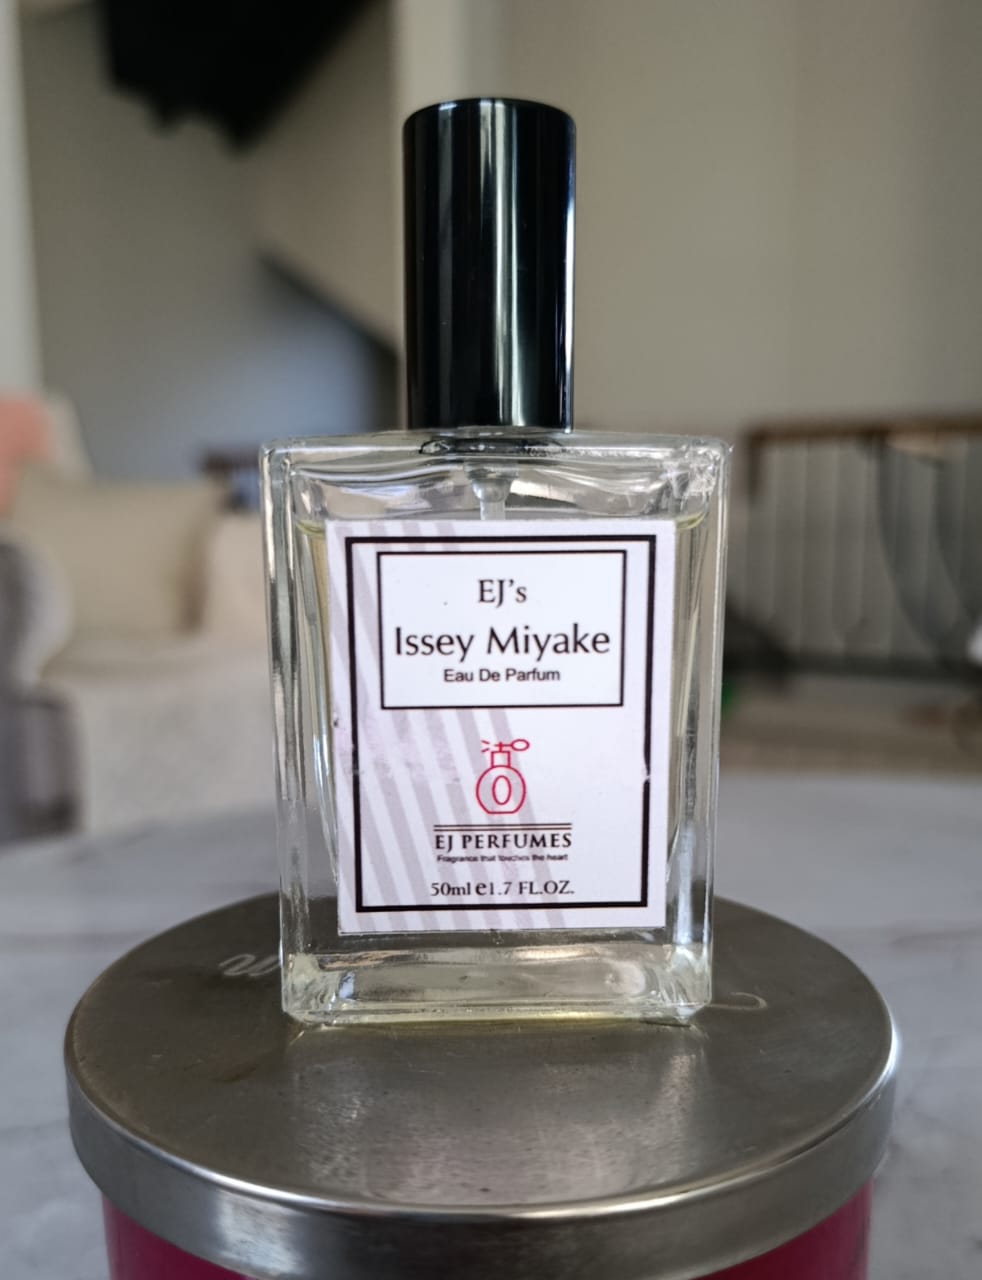 EJ's
Issey Miyake
Eau De Parfum
EJ PERFUMES
Fragrance that touches the heart
50ml e1.7 FL.OZ.